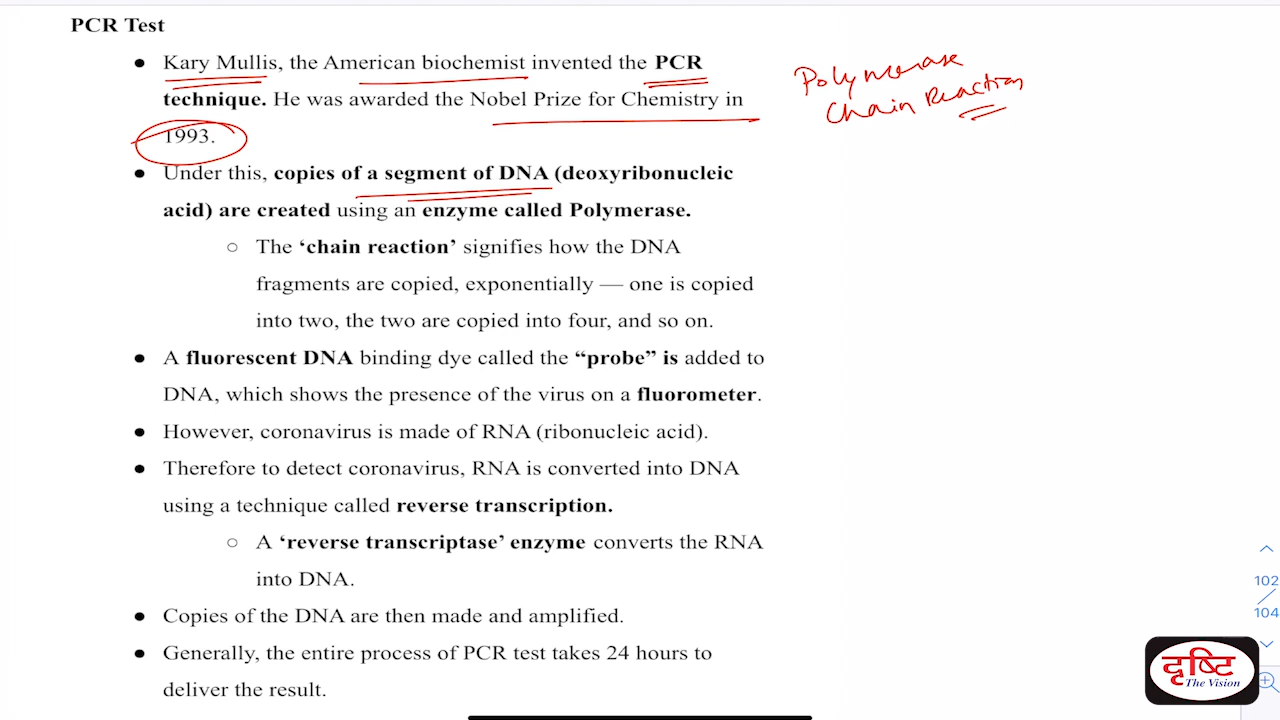 PCR Test
● Kary Mullis, the American biochemist invented the PCR
technique. He was awarded the Nobel Prize for Chemistry in
1993.
Polymerase
Chain Reaction
● Under this, copies of a segment of DNA (deoxyribonucleic
acid) are created using an enzyme called Polymerase.
○ The ‘chain reaction’ signifies how the DNA
fragments are copied, exponentially — one is copied
into two, the two are copied into four, and so on.
● A fluorescent DNA binding dye called the “probe” is added to
DNA, which shows the presence of the virus on a fluorometer.
● However, coronavirus is made of RNA (ribonucleic acid).
● Therefore to detect coronavirus, RNA is converted into DNA
using a technique called reverse transcription.
○ A ‘reverse transcriptase’ enzyme converts the RNA
into DNA.
● Copies of the DNA are then made and amplified.
● Generally, the entire process of PCR test takes 24 hours to
deliver the result.
102
104
दृष्टि
The Vision